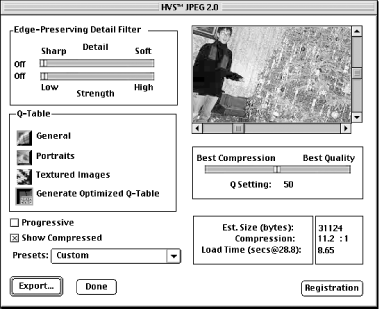 HVS™ JPEG 2.0
Edge-Preserving Detail Filter
Sharp Detail Soft
Off
Off
Low Strength High
Q-Table
General
Portraits
Textured Images
Generate Optimized Q-Table
Progressive
Show Compressed
Presets: Custom
Export... Done
Best Compression Best Quality
Q Setting: 50
Est. Size (bytes): 31124
Compression: 11.2 : 1
Load Time (secs@28.8): 8.65
Registration